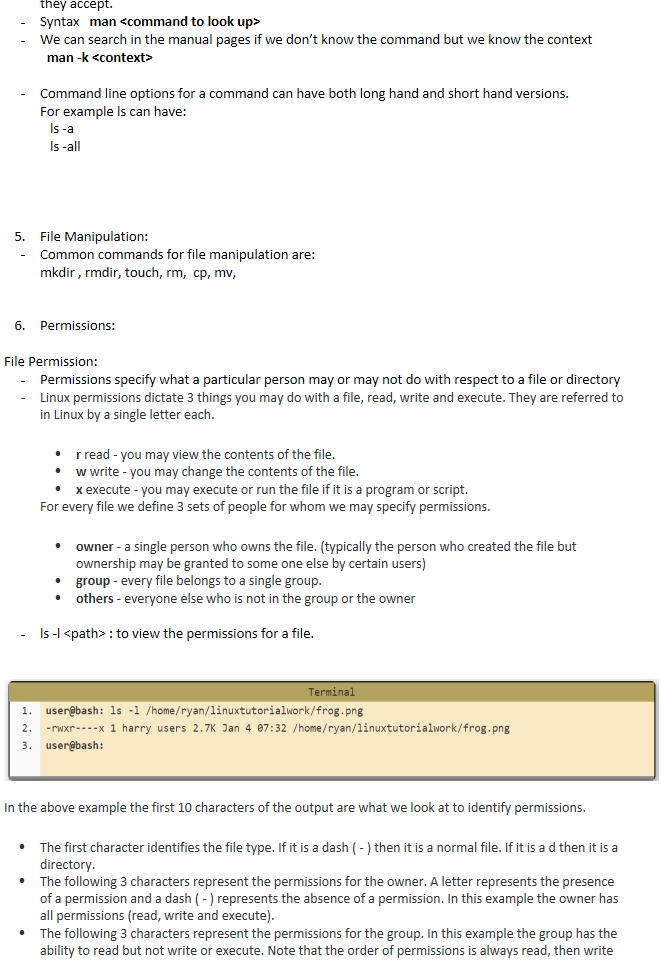 they accept.
- Syntax man <command to look up>
- We can search in the manual pages if we don't know the command but we know the context
man -k <context>
- Command line options for a command can have both long hand and short hand versions.
For example ls can have:
ls -a
ls -all
5. File Manipulation:
- Common commands for file manipulation are:
mkdir , rmdir, touch, rm, cp, mv,
6. Permissions:
File Permission:
- Permissions specify what a particular person may or may not do with respect to a file or directory
- Linux permissions dictate 3 things you may do with a file, read, write and execute. They are referred to
in Linux by a single letter each.
• r read - you may view the contents of the file.
• w write - you may change the contents of the file.
• x execute - you may execute or run the file if it is a program or script.
For every file we define 3 sets of people for whom we may specify permissions.
• owner - a single person who owns the file. (typically the person who created the file but
ownership may be granted to some one else by certain users)
• group - every file belongs to a single group.
• others - everyone else who is not in the group or the owner
- ls -l <path> : to view the permissions for a file.
Terminal
1. user@bash: ls -l /home/ryan/linuxtutorialwork/frog.png
2. -rwxr----x 1 harry users 2.7K Jan 4 07:32 /home/ryan/linuxtutorialwork/frog.png
3. user@bash:
In the above example the first 10 characters of the output are what we look at to identify permissions.
• The first character identifies the file type. If it is a dash ( - ) then it is a normal file. If it is a d then it is a
directory.
• The following 3 characters represent the permissions for the owner. A letter represents the presence
of a permission and a dash ( - ) represents the absence of a permission. In this example the owner has
all permissions (read, write and execute).
• The following 3 characters represent the permissions for the group. In this example the group has the
ability to read but not write or execute. Note that the order of permissions is always read, then write